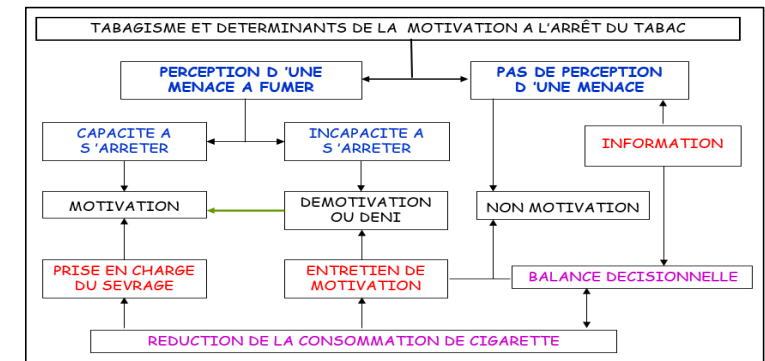 TABAGISME ET DETERMINANTS DE LA MOTIVATION A L'ARRÊT DU TABAC
PERCEPTION D 'UNE
MENACE A FUMER
PAS DE PERCEPTION
D 'UNE MENACE
CAPACITE A
S 'ARRETER
INCAPACITE A
S 'ARRETER
INFORMATION
MOTIVATION
DEMOTIVATION
OU DENI
NON MOTIVATION
PRISE EN CHARGE
DU SEVRAGE
ENTRETIEN DE
MOTIVATION
BALANCE DECISIONNELLE
REDUCTION DE LA CONSOMMATION DE CIGARETTE